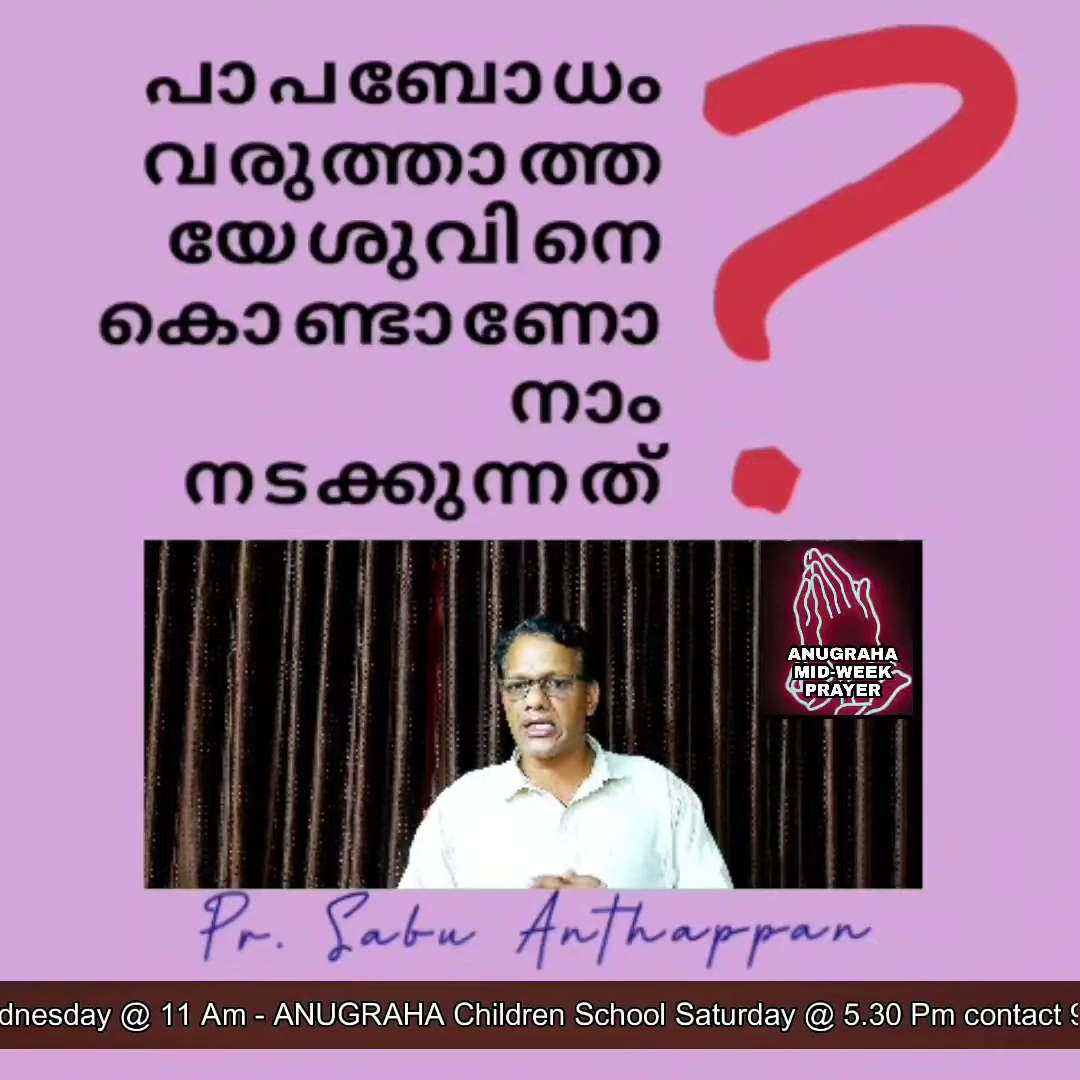 പാപബോധം
വരുത്താത്ത
യേശുവിനെ
കൊണ്ടാണോ
നാം
നടക്കുന്നത്
?
ANUGRAHA
MID-WEEK
PRAYER
Pr. Sabu Anthappan
dnesday @ 11 Am - ANUGRAHA Children School Saturday @ 5.30 Pm contact 9